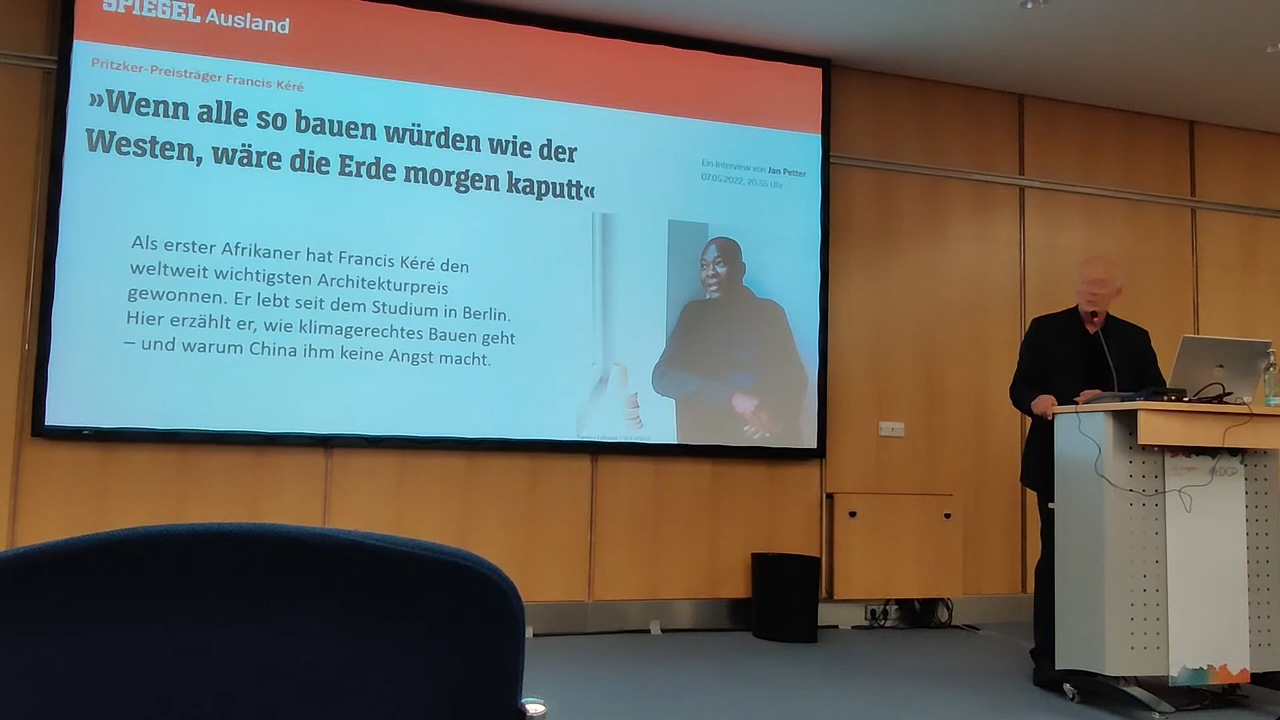 SPIEGEL Ausland
Pritzker-Preisträger Francis Kéré
»Wenn alle so bauen würden wie der
Westen, wäre die Erde morgen kaputt«
Ein Interview von Jan Petter
07.05.2022, 20.55 Uhr
Als erster Afrikaner hat Francis Kéré den
weltweit wichtigsten Architekturpreis
gewonnen. Er lebt seit dem Studium in Berlin.
Hier erzählt er, wie klimagerechtes Bauen geht
– und warum China ihm keine Angst macht.
DGP